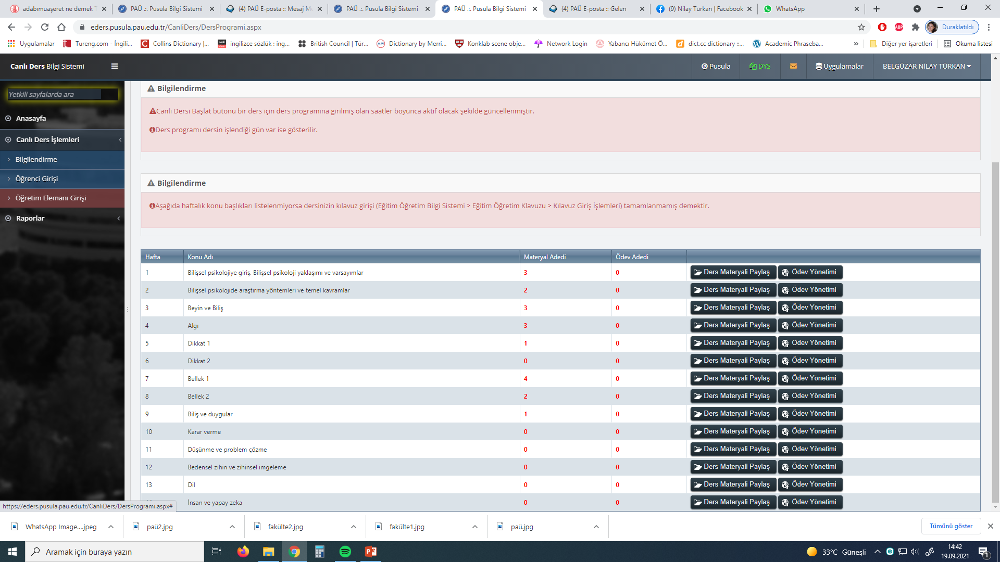 adabımuaşeret ne demek T
PAÜ .:. Pusula Bilgi Sistemi
(4) PAÜ E-posta :: Mesaj M
PAÜ .:. Pusula Bilgi Sistemi
PAÜ .:. Pusula Bilgi Sistemi
(4) PAÜ E-posta :: Gelen
(9) Nilay Türkan | Facebook
WhatsApp
eders.pusula.pau.edu.tr/CanliDers/DersProgrami.aspx
ABP
Duraklatıldı
Uygulamalar
Tureng.com - İngili...
Collins Dictionary |...
ingilizce sözlük : ing...
British Council | Tür...
Dictionary by Merri...
Konklab scene obje...
Network Login
Yabancı Hükûmet Ö...
dict.cc dictionary ::...
Academic Phraseba...
»
Diğer yer işaretleri
Okuma listesi
Canlı Ders Bilgi Sistemi
Pusula
DYS
Uygulamalar
BELGÜZAR NİLAY TÜRKAN
Yetkili sayfalarda ara
Anasayfa
Canlı Ders İşlemleri
Bilgilendirme
Öğrenci Girişi
Öğretim Elemanı Girişi
Raporlar
Bilgilendirme
Canlı Dersi Başlat butonu bir ders için ders programına girilmiş olan saatler boyunca aktif olacak şekilde güncellenmiştir.
Ders programı dersin işlendiği gün var ise gösterilir.
Bilgilendirme
Aşağıda haftalık konu başlıkları listelenmiyorsa dersinizin kılavuz girişi (Eğitim Öğretim Bilgi Sistemi > Eğitim Öğretim Klavuzu > Kılavuz Giriş İşlemleri) tamamlanmamış demektir.
Hafta Konu Adı Materyal Adedi Ödev Adedi
1 Bilişsel psikolojiye giriş. Bilişsel psikoloji yaklaşımı ve varsayımlar 3 0 Ders Materyali Paylaş Ödev Yönetimi
2 Bilişsel psikolojide araştırma yöntemleri ve temel kavramlar 2 0 Ders Materyali Paylaş Ödev Yönetimi
3 Beyin ve Biliş 3 0 Ders Materyali Paylaş Ödev Yönetimi
4 Algı 3 0 Ders Materyali Paylaş Ödev Yönetimi
5 Dikkat 1 1 0 Ders Materyali Paylaş Ödev Yönetimi
6 Dikkat 2 0 0 Ders Materyali Paylaş Ödev Yönetimi
7 Bellek 1 4 0 Ders Materyali Paylaş Ödev Yönetimi
8 Bellek 2 2 0 Ders Materyali Paylaş Ödev Yönetimi
9 Biliş ve duygular 1 0 Ders Materyali Paylaş Ödev Yönetimi
10 Karar verme 0 0 Ders Materyali Paylaş Ödev Yönetimi
11 Düşünme ve problem çözme 0 0 Ders Materyali Paylaş Ödev Yönetimi
12 Bedensel zihin ve zihinsel imgeleme 0 0 Ders Materyali Paylaş Ödev Yönetimi
13 Dil 0 0 Ders Materyali Paylaş Ödev Yönetimi
İnsan ve yapay zeka 0 0 Ders Materyali Paylaş Ödev Yönetimi
https://eders.pusula.pau.edu.tr/CanliDers/DersProgrami.aspx#
WhatsApp Image....jpeg
paü2.jpg
fakülte2.jpg
fakülte1.jpg
paü.jpg
Tümünü göster
Aramak için buraya yazın
33°C Güneşli
14:42
19.09.2021
1